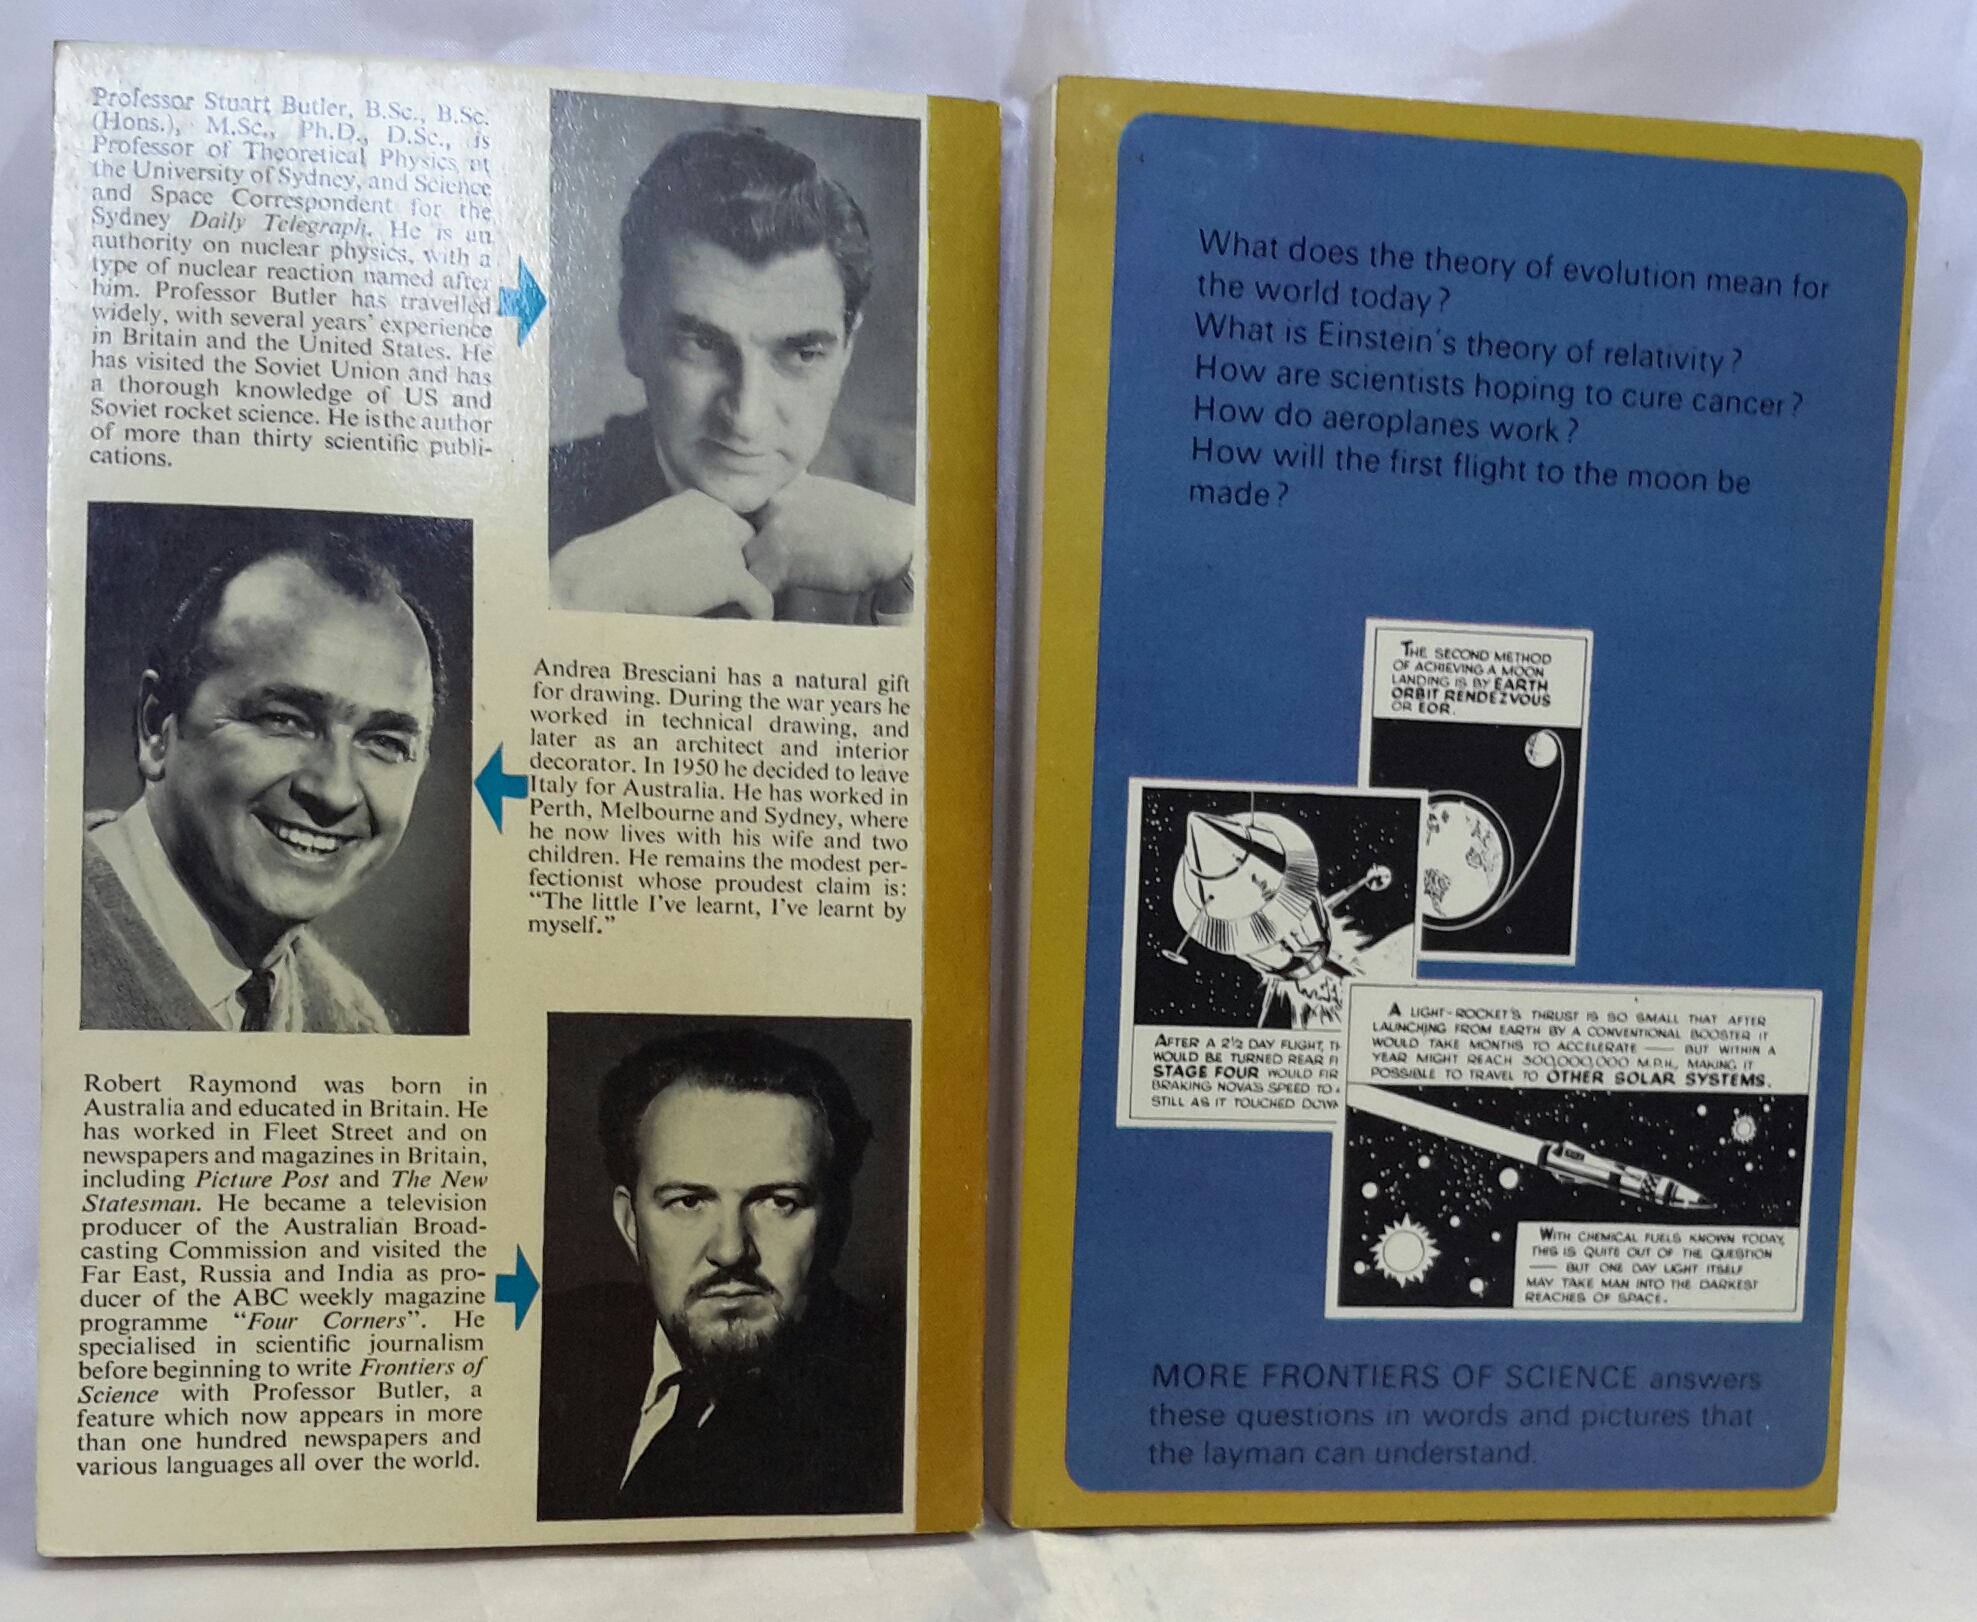 Professor Stuart Butler, B.Sc., B.Sc.
(Hons.), M.Sc., Ph.D., D.Sc., is
Professor of Theoretical Physics at
the University of Sydney, and Science
and Space Correspondent for the
Sydney Daily Telegraph. He is an
authority on nuclear physics, with a
type of nuclear reaction named after
him. Professor Butler has travelled
widely, with several years' experience
in Britain and the United States. He
has visited the Soviet Union and has
a thorough knowledge of US and
Soviet rocket science. He is the author
of more than thirty scientific publi-
cations.
Andrea Bresciani has a natural gift
for drawing. During the war years he
worked in technical drawing, and
later as an architect and interior
decorator. In 1950 he decided to leave
Italy for Australia. He has worked in
Perth, Melbourne and Sydney, where
he now lives with his wife and two
children. He remains the modest per-
fectionist whose proudest claim is:
"The little I've learnt, I've learnt by
myself."
Robert Raymond was born in
Australia and educated in Britain. He
has worked in Fleet Street and on
newspapers and magazines in Britain,
including Picture Post and The New
Statesman. He became a television
producer of the Australian Broad-
casting Commission and visited the
Far East, Russia and India as pro-
ducer of the ABC weekly magazine
programme "Four Corners". He
specialised in scientific journalism
before beginning to write Frontiers of
Science with Professor Butler, a
feature which now appears in more
than one hundred newspapers and
various languages all over the world.
What does the theory of evolution mean for
the world today?
What is Einstein's theory of relativity?
How are scientists hoping to cure cancer?
How do aeroplanes work?
How will the first flight to the moon be
made?
THE SECOND METHOD
OF ACHIEVING A MOON
LANDING IS BY EARTH
ORBIT RENDEZVOUS
OR EOR.
AFTER A 2½ DAY FLIGHT, TH
WOULD BE TURNED REAR FI
STAGE FOUR WOULD FIR
BRAKING NOVA'S SPEED TO
STILL AS IT TOUCHED DOWN
A LIGHT-ROCKET'S THRUST IS SO SMALL THAT AFTER
LAUNCHING FROM EARTH BY A CONVENTIONAL BOOSTER IT
WOULD TAKE MONTHS TO ACCELERATE — BUT WITHIN A
YEAR MIGHT REACH 300,000,000 M.P.H., MAKING IT
POSSIBLE TO TRAVEL TO OTHER SOLAR SYSTEMS.
WITH CHEMICAL FUELS KNOWN TODAY,
THIS IS QUITE OUT OF THE QUESTION
— BUT ONE DAY LIGHT ITSELF
MAY TAKE MAN INTO THE DARKEST
REACHES OF SPACE.
MORE FRONTIERS OF SCIENCE answers
these questions in words and pictures that
the layman can understand.